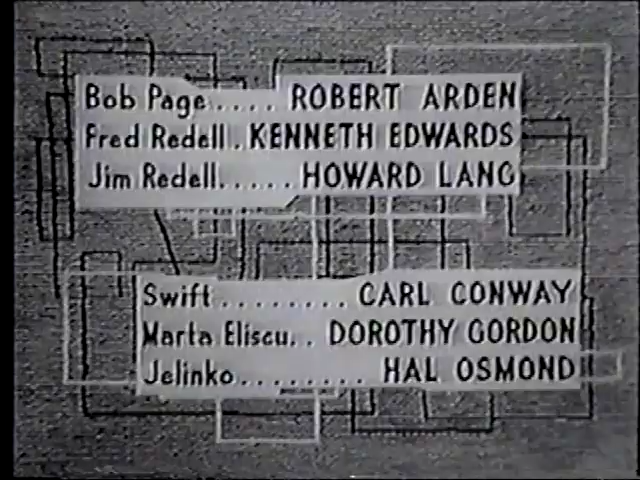 Bob Page.... ROBERT ARDEN
Fred Redell. KENNETH EDWARDS
Jim Redell..... HOWARD LANG
Swift........ CARL CONWAY
Marta Eliscu.. DOROTHY GORDON
Jelinko........ HAL OSMOND